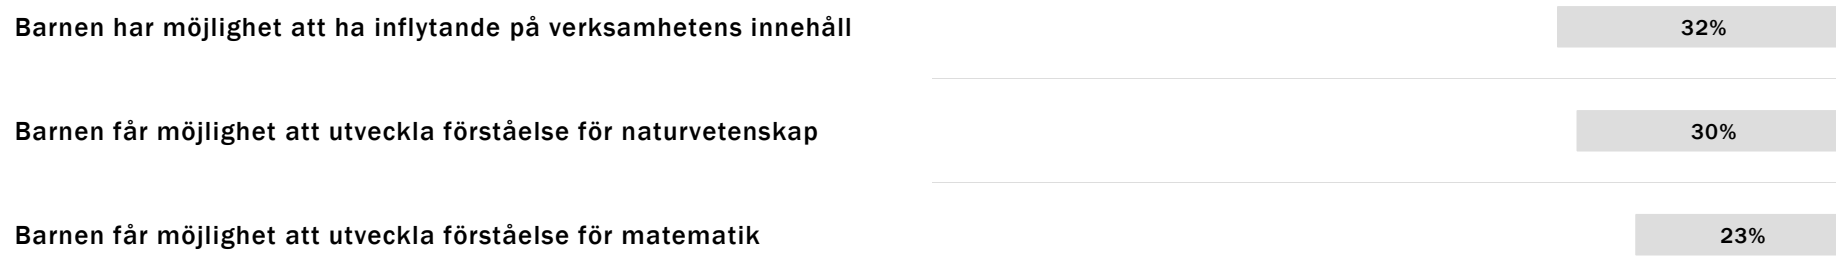 Barnen har möjlighet att ha inflytande på verksamhetens innehåll 32%
Barnen får möjlighet att utveckla förståelse för naturvetenskap 30%
Barnen får möjlighet att utveckla förståelse för matematik 23%